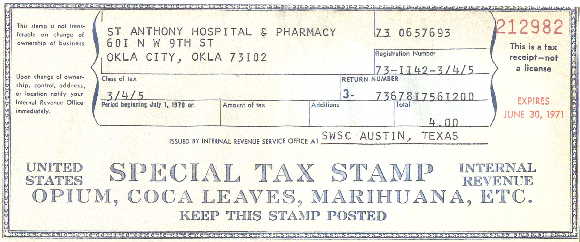 This stamp is not trans-
ferable on change of
ownership of business
Upon change of owner-
ship, control, address,
or location notify your
Internal Revenue Office
immediately.
ST ANTHONY HOSPITAL & PHARMACY
601 N W 9TH ST
OKLA CITY, OKLA 73102
73 0657693
Registration Number
73-1142-3/4/5
Class of tax
3/4/5
RETURN NUMBER
3- 736781756I200
Period beginning July 1, 1970 or
Amount of tax
Additions
Total
4.00
ISSUED BY INTERNAL REVENUE SERVICE OFFICE AT SWSC AUSTIN, TEXAS
212982
This is a tax
receipt—not
a license
EXPIRES
JUNE 30, 1971
UNITED STATES SPECIAL TAX STAMP INTERNAL REVENUE
OPIUM, COCA LEAVES, MARIHUANA, ETC.
KEEP THIS STAMP POSTED